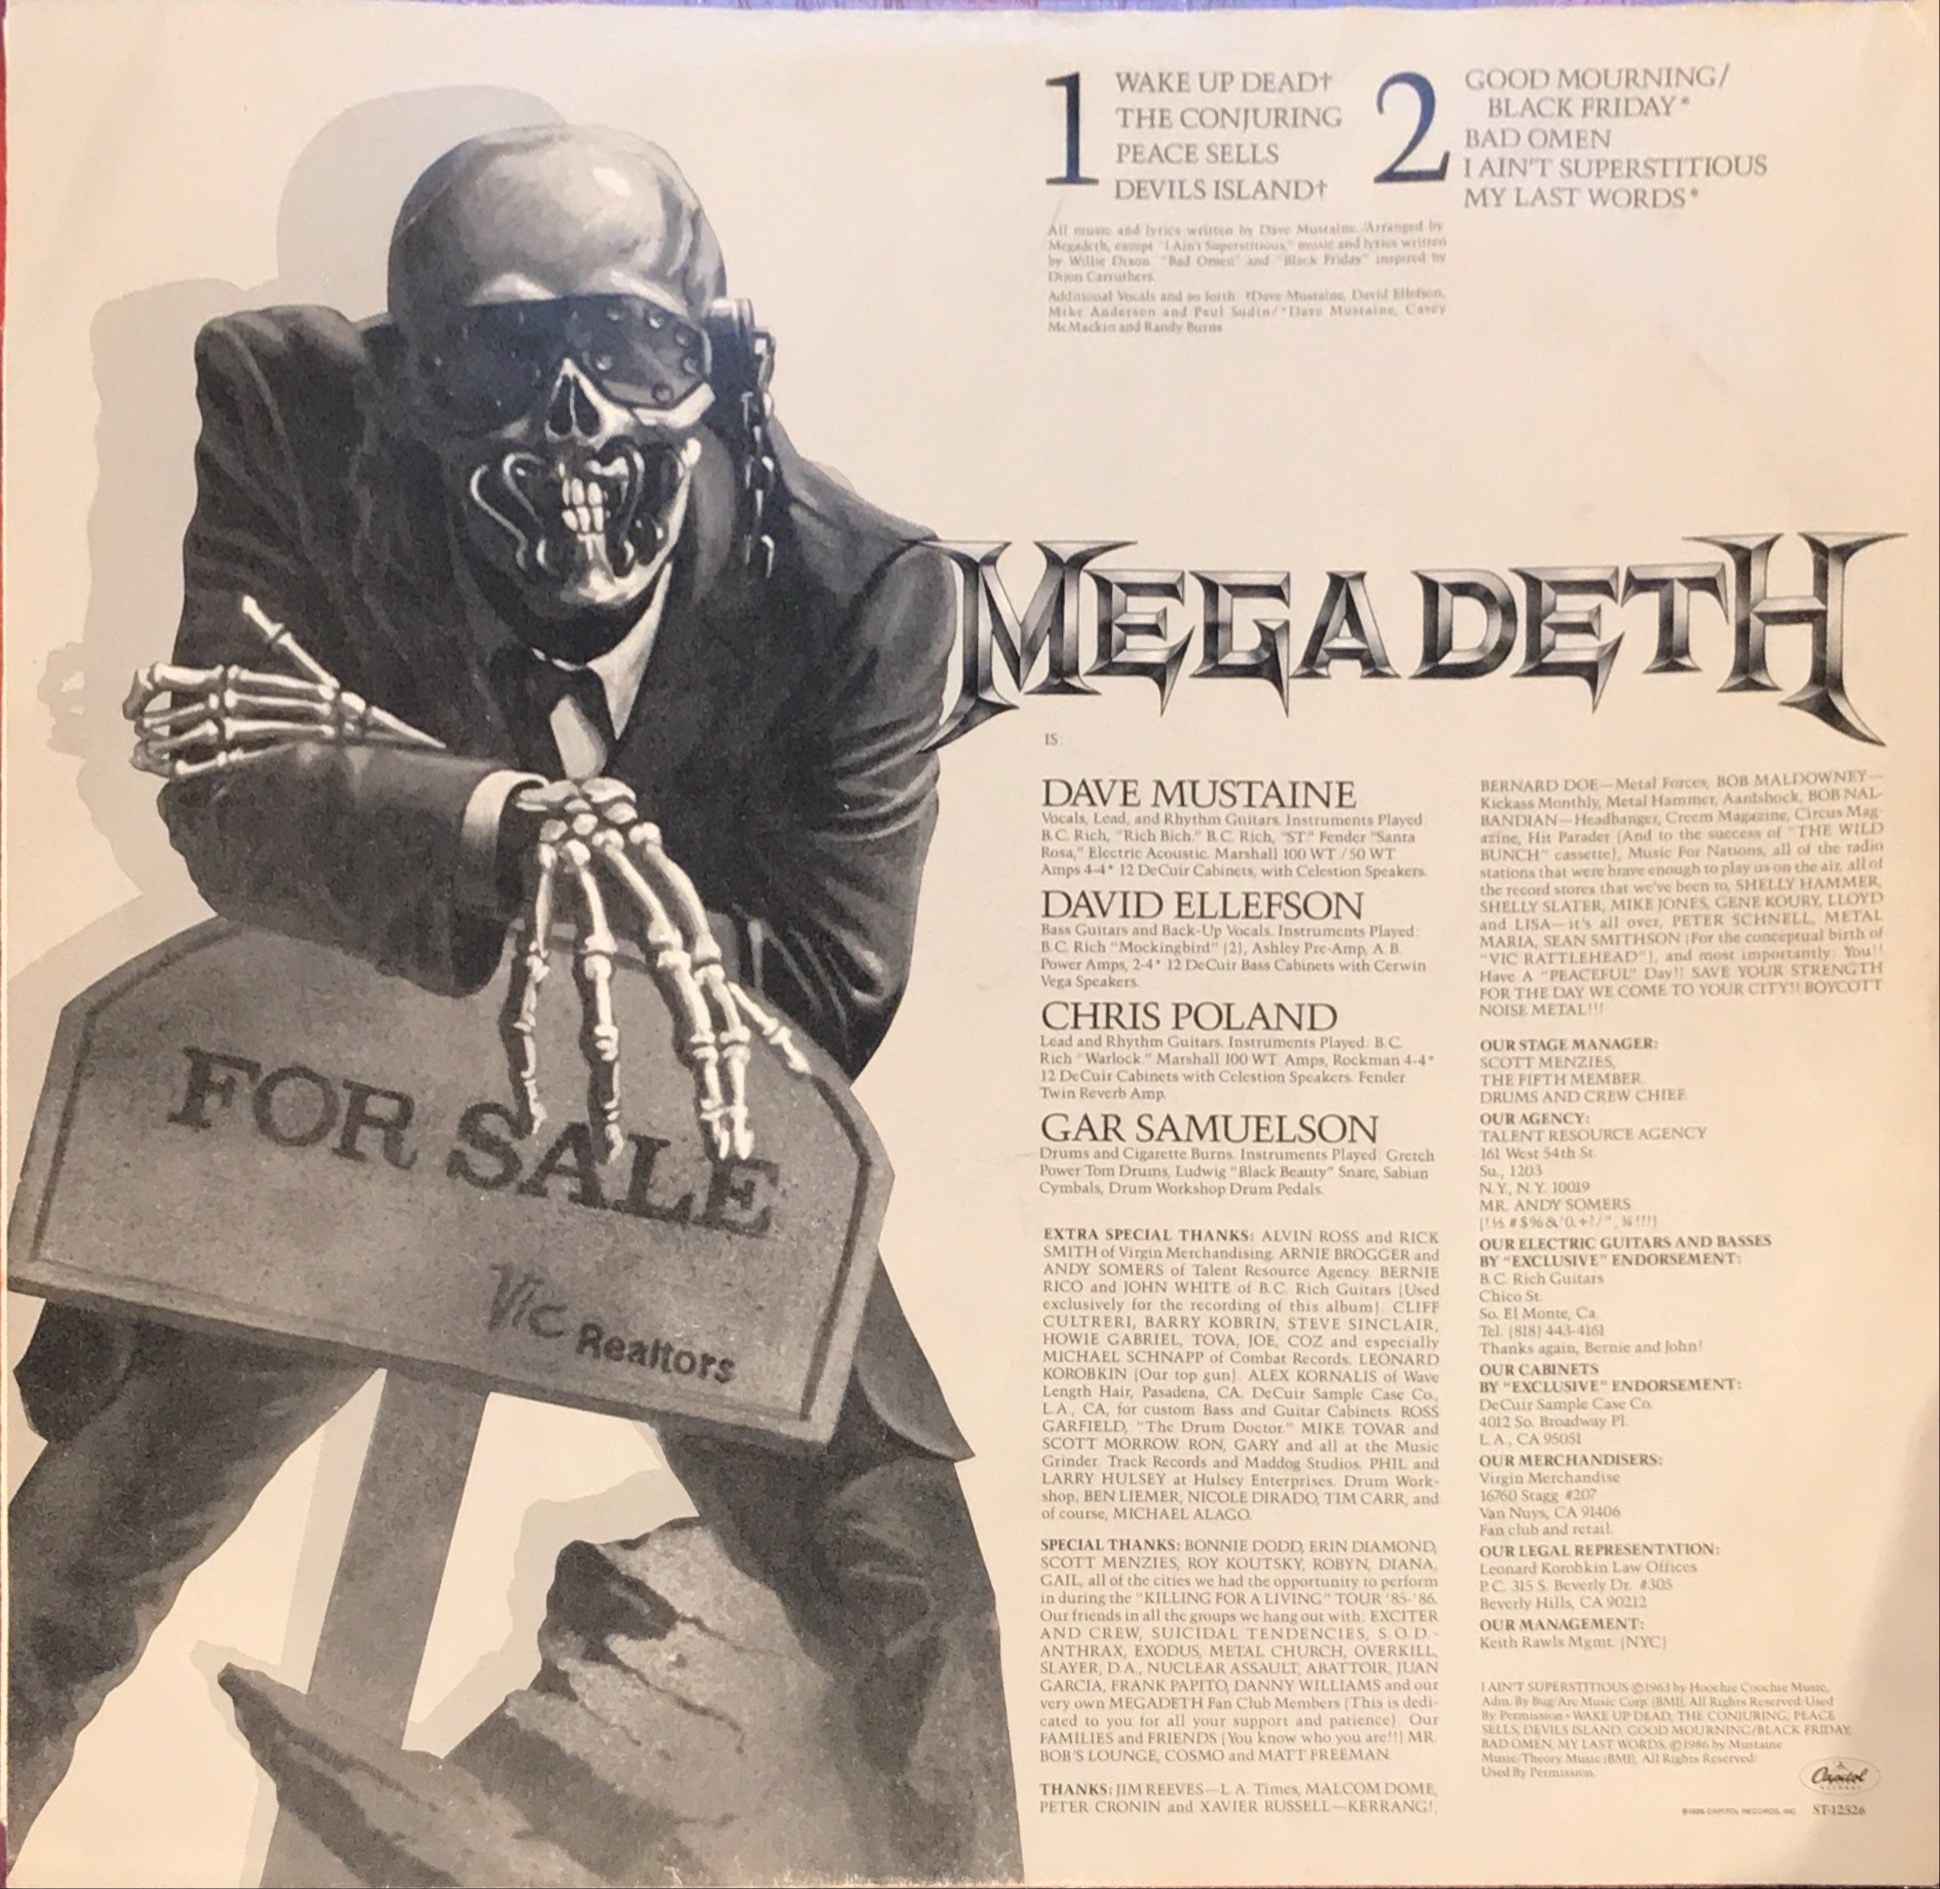 1
WAKE UP DEAD†
THE CONJURING
PEACE SELLS
DEVILS ISLAND†
2
GOOD MOURNING/
BLACK FRIDAY*
BAD OMEN
I AIN'T SUPERSTITIOUS
MY LAST WORDS*
All music and lyrics written by Dave Mustaine/Arranged by
Megadeth, except "I Ain't Superstitious," music and lyrics written
by Willie Dixon. "Bad Omen" and "Black Friday" inspired by
Dijon Carruthers.
Additional Vocals and so forth: †Dave Mustaine, David Ellefson,
Mike Anderson and Paul Sudin/*Dave Mustaine, Casey
McMackin and Randy Burns
MEGADETH
IS:
DAVE MUSTAINE
Vocals, Lead, and Rhythm Guitars. Instruments Played
B.C. Rich, "Rich Bich." B.C. Rich, "ST" Fender "Santa
Rosa," Electric Acoustic. Marshall 100 WT /50 WT
Amps 4-4* 12 DeCuir Cabinets, with Celestion Speakers.
DAVID ELLEFSON
Bass Guitars and Back-Up Vocals. Instruments Played:
B.C. Rich "Mockingbird" (2), Ashley Pre-Amp, A.B.
Power Amps, 2-4* 12 DeCuir Bass Cabinets with Cerwin
Vega Speakers.
CHRIS POLAND
Lead and Rhythm Guitars. Instruments Played: B.C.
Rich "Warlock." Marshall 100 WT Amps, Rockman 4-4*
12 DeCuir Cabinets with Celestion Speakers. Fender
Twin Reverb Amp.
GAR SAMUELSON
Drums and Cigarette Burns. Instruments Played: Gretch
Power Tom Drums, Ludwig "Black Beauty" Snare, Sabian
Cymbals, Drum Workshop Drum Pedals.
EXTRA SPECIAL THANKS: ALVIN ROSS and RICK
SMITH of Virgin Merchandising. ARNIE BROGGER and
ANDY SOMERS of Talent Resource Agency. BERNIE
RICO and JOHN WHITE of B.C. Rich Guitars (Used
exclusively for the recording of this album). CLIFF
CULTRERI, BARRY KOBRIN, STEVE SINCLAIR,
HOWIE GABRIEL, TOVA, JOE, COZ and especially
MICHAEL SCHNAPP of Combat Records. LEONARD
KOROBKIN (Our top gun). ALEX KORNALIS of Wave
Length Hair, Pasadena, CA. DeCuir Sample Case Co.,
L.A., CA, for custom Bass and Guitar Cabinets. ROSS
GARFIELD, "The Drum Doctor." MIKE TOVAR and
SCOTT MORROW. RON, GARY and all at the Music
Grinder. Track Records and Maddog Studios. PHIL and
LARRY HULSEY at Hulsey Enterprises. Drum Work-
shop, BEN LIEMER, NICOLE DIRADO, TIM CARR, and
of course, MICHAEL ALAGO.
SPECIAL THANKS: BONNIE DODD, ERIN DIAMOND,
SCOTT MENZIES, ROY KOUTSKY, ROBYN, DIANA,
GAIL, all of the cities we had the opportunity to perform
in during the "KILLING FOR A LIVING" TOUR '85-'86.
Our friends in all the groups we hang out with: EXCITER
AND CREW, SUICIDAL TENDENCIES, S.O.D.-
ANTHRAX, EXODUS, METAL CHURCH, OVERKILL,
SLAYER, D.A., NUCLEAR ASSAULT, ABATTOIR, JUAN
GARCIA, FRANK PAPITO, DANNY WILLIAMS and our
very own MEGADETH Fan Club Members (This is dedi-
cated to you for all your support and patience). Our
FAMILIES and FRIENDS (You know who you are!!) MR.
BOB'S LOUNGE, COSMO and MATT FREEMAN.
THANKS: JIM REEVES—L.A. Times, MALCOM DOME,
PETER CRONIN and XAVIER RUSSELL—KERRANG!,
BERNARD DOE—Metal Forces, BOB MALDOWNEY—
Kickass Monthly, Metal Hammer, Aardshock, BOB NAL-
BANDIAN—Headbanger, Creem Magazine, Circus Mag-
azine, Hit Parader (And to the success of "THE WILD
BUNCH" cassette), Music For Nations, all of the radio
stations that were brave enough to play us on the air, all of
the record stores that we've been to, SHELLY HAMMER,
SHELLY SLATER, MIKE JONES, GENE KOURY, LLOYD
and LISA—it's all over, PETER SCHNELL, METAL
MARIA, SEAN SMITHSON (For the conceptual birth of
"VIC RATTLEHEAD"), and most importantly: You!!
Have A "PEACEFUL" Day!! SAVE YOUR STRENGTH
FOR THE DAY WE COME TO YOUR CITY!! BOYCOTT
NOISE METAL!!!
OUR STAGE MANAGER:
SCOTT MENZIES,
THE FIFTH MEMBER.
DRUMS AND CREW CHIEF.
OUR AGENCY:
TALENT RESOURCE AGENCY
161 West 54th St.
Su., 1203
N.Y., N.Y. 10019
MR. ANDY SOMERS
OUR ELECTRIC GUITARS AND BASSES
BY "EXCLUSIVE" ENDORSEMENT:
B.C. Rich Guitars
Chico St.
So. El Monte, Ca.
Tel. (818) 443-4161
Thanks again, Bernie and John!
OUR CABINETS
BY "EXCLUSIVE" ENDORSEMENT:
DeCuir Sample Case Co.
4012 So. Broadway Pl.
L.A., CA 95051
OUR MERCHANDISERS:
Virgin Merchandise
16760 Stagg #207
Van Nuys, CA 91406
Fan club and retail.
OUR LEGAL REPRESENTATION:
Leonard Korobkin Law Offices
P.C. 315 S. Beverly Dr. #305
Beverly Hills, CA 90212
OUR MANAGEMENT:
Keith Rawls Mgmt. (NYC)
I AIN'T SUPERSTITIOUS ©1963 by Hoochie Coochie Music,
Adm. By Bug/Arc Music Corp. (BMI), All Rights Reserved/Used
By Permission • WAKE UP DEAD, THE CONJURING, PEACE
SELLS, DEVILS ISLAND, GOOD MOURNING/BLACK FRIDAY,
BAD OMEN, MY LAST WORDS, ©1986 by Mustaine
Music/Theory Music (BMI), All Rights Reserved/
Used By Permission.
Capitol
RECORDS
©1986 CAPITOL RECORDS, INC. ST-12526
FOR SALE
VIC Realtors